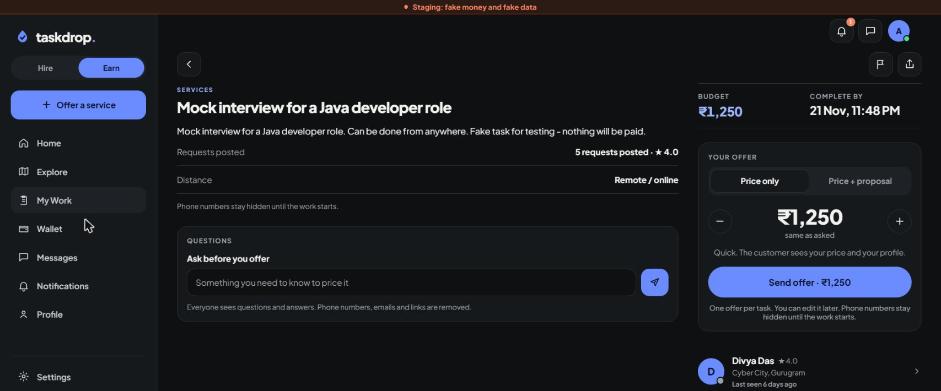 Staging: fake money and fake data
taskdrop.
Hire
Earn
+ Offer a service
Home
Explore
My Work
Wallet
Messages
Notifications
Profile
Settings
1
A
SERVICES
Mock interview for a Java developer role
Mock interview for a Java developer role. Can be done from anywhere. Fake task for testing - nothing will be paid.
Requests posted
5 requests posted · ★ 4.0
Distance
Remote / online
Phone numbers stay hidden until the work starts.
QUESTIONS
Ask before you offer
Something you need to know to price it
Everyone sees questions and answers. Phone numbers, emails and links are removed.
BUDGET
₹1,250
COMPLETE BY
21 Nov, 11:48 PM
YOUR OFFER
Price only
Price + proposal
− ₹1,250 +
same as asked
Quick. The customer sees your price and your profile.
Send offer · ₹1,250
One offer per task. You can edit it later. Phone numbers stay
hidden until the work starts.
D
Divya Das ★ 4.0
Cyber City, Gurugram
Last seen 6 days ago